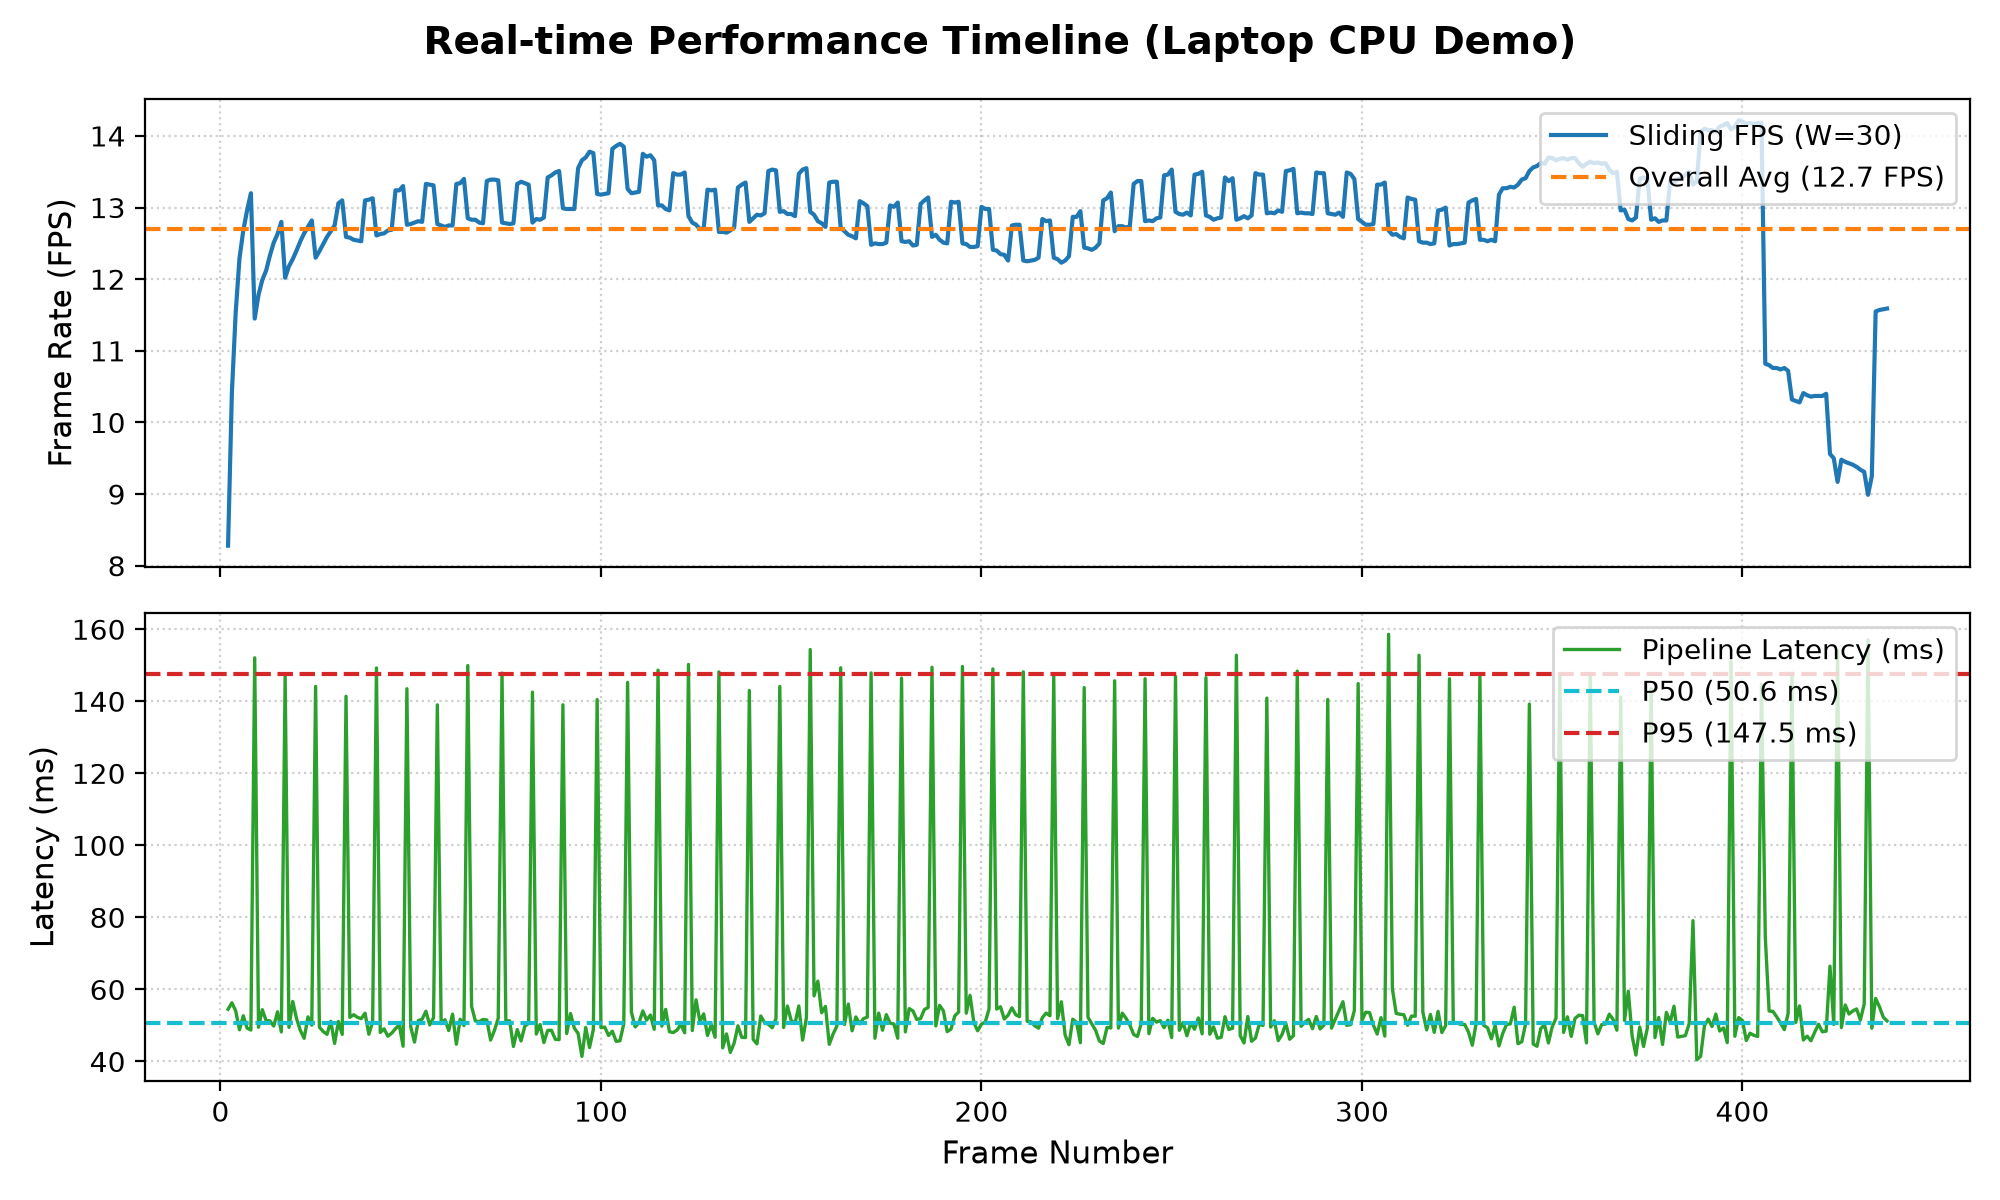 Real-time Performance Timeline (Laptop CPU Demo)
14
13
12
11
10
9
8
Frame Rate (FPS)
Sliding FPS (W=30)
Overall Avg (12.7 FPS)
160
140
120
100
80
60
40
Latency (ms)
Pipeline Latency (ms)
P50 (50.6 ms)
P95 (147.5 ms)
0 100 200 300 400
Frame Number